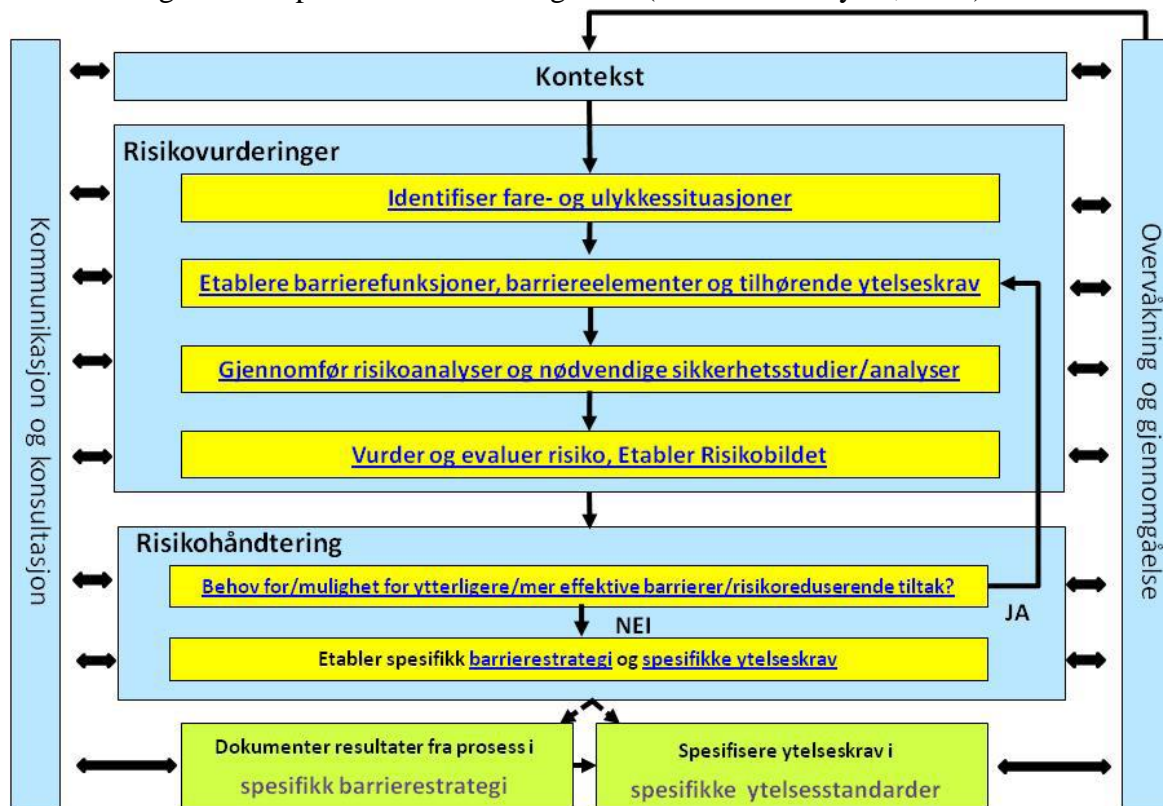 Kontekst
Risikovurderinger
Identifiser fare- og ulykkessituasjoner
Etablere barrierefunksjoner, barriereelementer og tilhørende ytelseskrav
Gjennomfør risikoanalyser og nødvendige sikkerhetsstudier/analyser
Vurder og evaluer risiko, Etabler Risikobildet
Risikohåndtering
Behov for/mulighet for ytterligere/mer effektive barrierer/risikoreduserende tiltak?
JA
NEI
Etabler spesifikk barrierestrategi og spesifikke ytelseskrav
Dokumenter resultater fra prosess i
spesifikk barrierestrategi
Spesifisere ytelseskrav i
spesifikke ytelsesstandarder
Kommunikasjon og konsultasjon
Overvåkning og gjennomgåelse